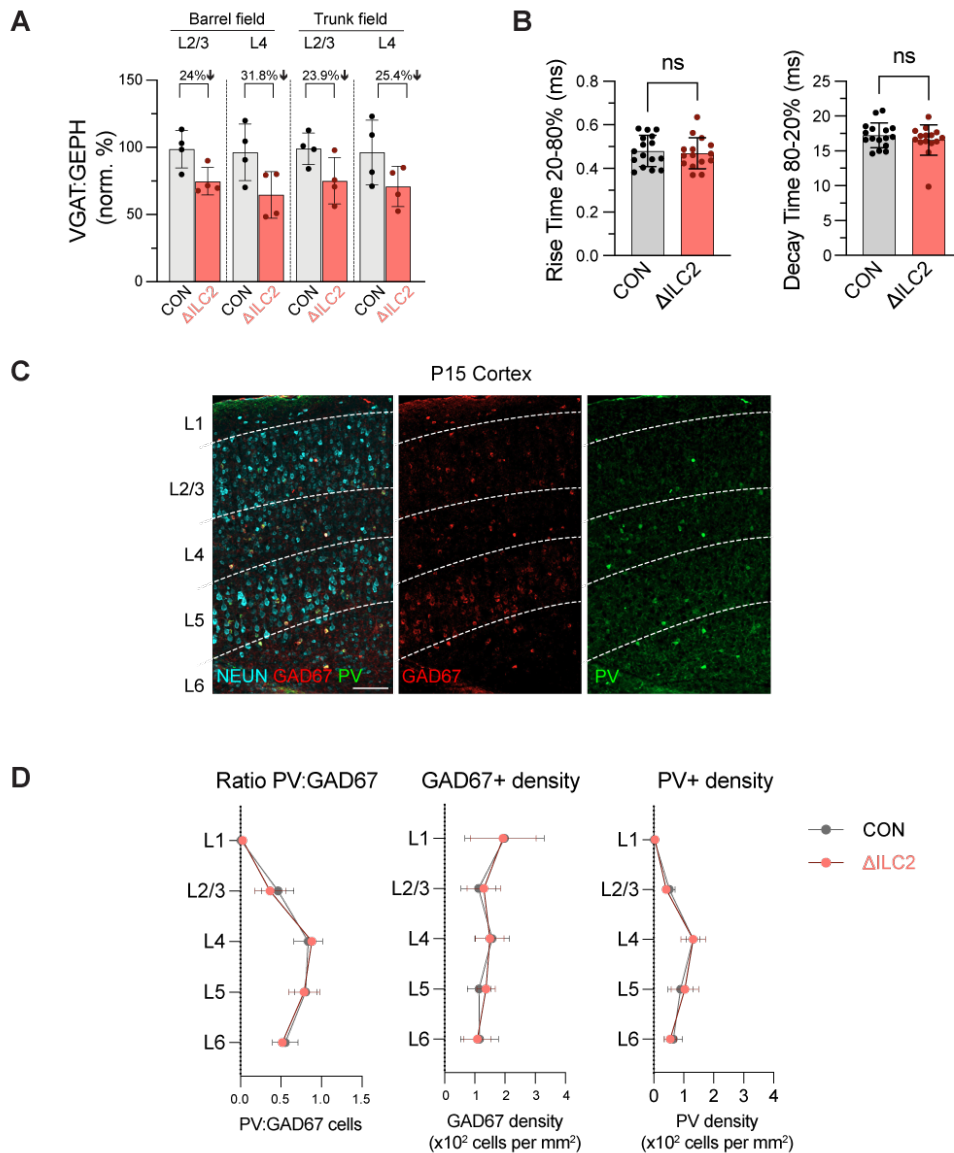 A
Barrel field Trunk field
L2/3 L4 L2/3 L4
24%↓ 31.8%↓ 23.9%↓ 25.4%↓
150
100
50
0
VGAT:GEPH
(norm. %)
CON ΔILC2 CON ΔILC2 CON ΔILC2 CON ΔILC2
B
ns
0.8
0.6
0.4
0.2
0.0
Rise Time 20-80% (ms)
CON ΔILC2
ns
25
20
15
10
5
0
Decay Time 80-20% (ms)
CON ΔILC2
C
P15 Cortex
L1
L2/3
L4
L5
L6
NEUN GAD67 PV
GAD67
PV
D
Ratio PV:GAD67
L1
L2/3
L4
L5
L6
0.0 0.5 1.0 1.5
PV:GAD67 cells
GAD67+ density
L1
L2/3
L4
L5
L6
0 1 2 3 4
GAD67 density
(x10² cells per mm²)
PV+ density
L1
L2/3
L4
L5
L6
0 1 2 3 4
PV density
(x10² cells per mm²)
CON
ΔILC2